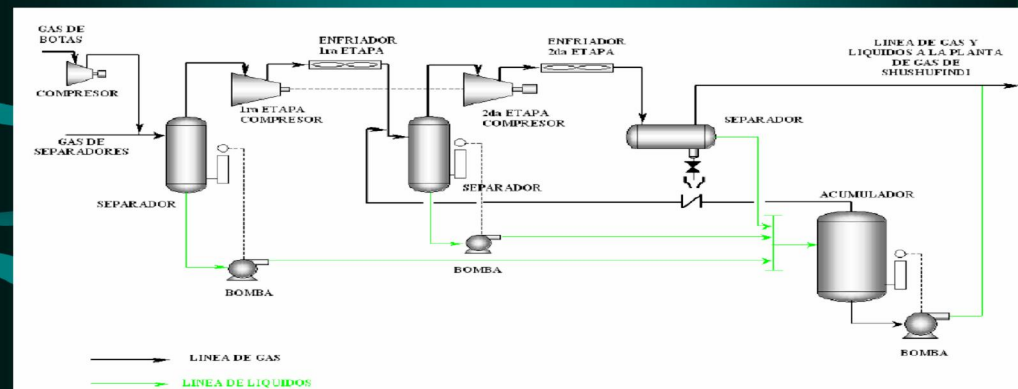 GAS DE
BOTAS
COMPRESOR
GAS DE
SEPARADORES
SEPARADOR
BOMBA
1ra ETAPA
COMPRESOR
ENFRIADOR
1ra ETAPA
SEPARADOR
BOMBA
2da ETAPA
COMPRESOR
ENFRIADOR
2da ETAPA
SEPARADOR
LINEA DE GAS Y
LIQUIDOS A LA PLANTA
DE GAS DE
SHUSHUFINDI
ACUMULADOR
BOMBA
LINEA DE GAS
LINEA DE LIQUIDOS